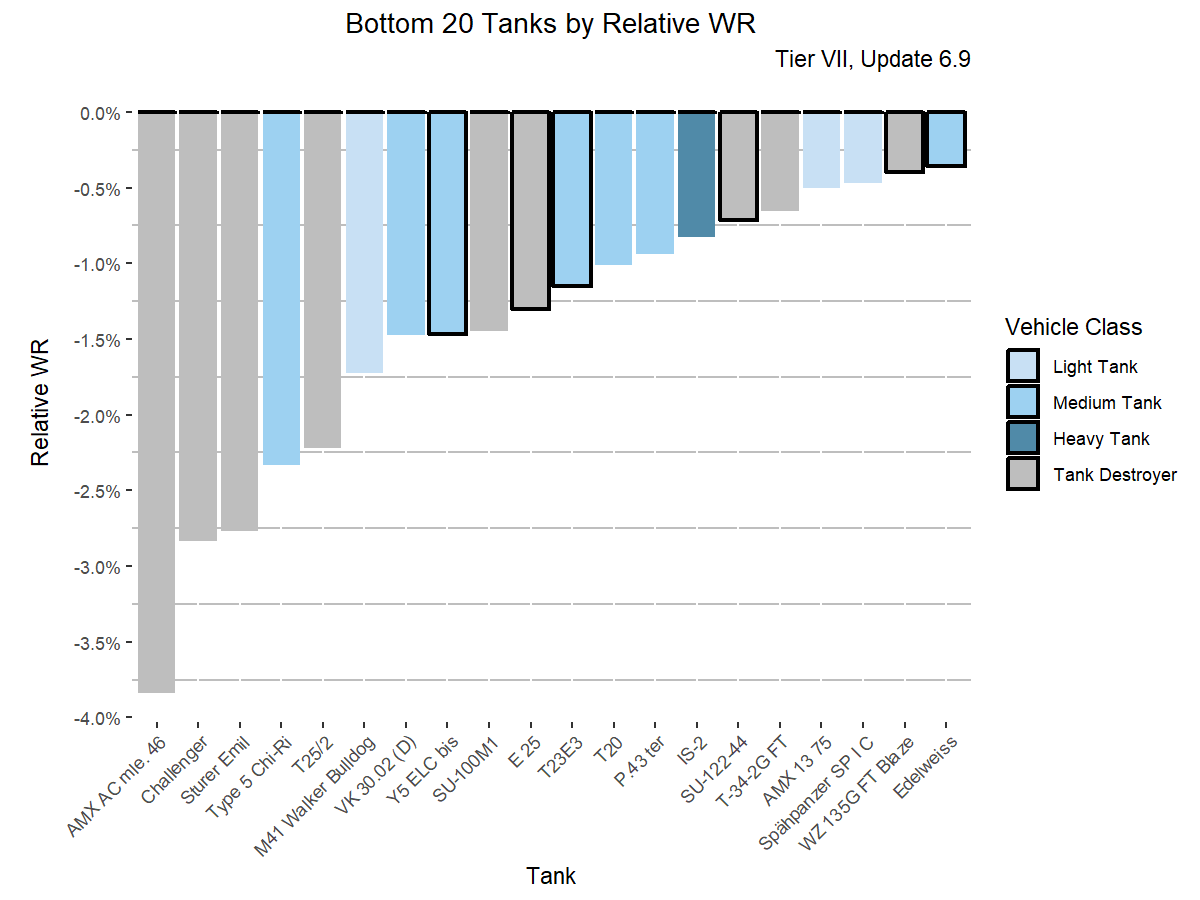 Bottom 20 Tanks by Relative WR
Tier VII, Update 6.9
Relative WR
0.0%
-0.5%
-1.0%
-1.5%
-2.0%
-2.5%
-3.0%
-3.5%
-4.0%
AMX AC mle. 46
Challenger
Sturer Emil
Type 5 Chi-Ri
T25/2
M41 Walker Bulldog
VK 30.02 (D)
Y5 ELC bis
SU-100M1
E 25
T23E3
T20
P.43 ter
IS-2
SU-122-44
T-34-2G FT
AMX 13 75
Spähpanzer SP I C
WZ 135G FT Blaze
Edelweiss
Tank
Vehicle Class
Light Tank
Medium Tank
Heavy Tank
Tank Destroyer